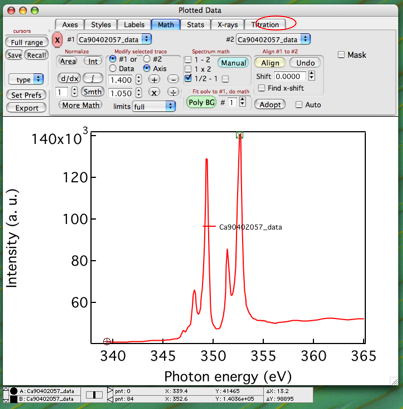 Plotted Data
Axes Styles Labels Math Stats X-rays Titration
cursors
Full range
Save Recall
type
Set Prefs
Export
X #1 Ca90402057_data #2 Ca90402057_data
Normalize Modify selected trace Spectrum math Align #1 to #2 Mask
Area Int #1 or #2 1 - 2 Manual Align Undo
Data Axis 1 x 2 Shift 0.0000
d/dx ∫ 1.400 + - 1/2 - 1 Find x-shift
1 Smth 1.050 × ÷ Fit poly to #1, do math
More Math limits full Poly BG # 1 Adopt Auto
140x10³
120
100
80
60
Intensity (a. u.)
Ca90402057_data
340 345 350 355 360 365
Photon energy (eV)
A: Ca90402057_data pnt: 0 X: 339.4 Y: 41465 ΔX: 13.2
B: Ca90402057_data pnt: 84 X: 352.6 Y: 1.4036e+05 ΔY: 98895